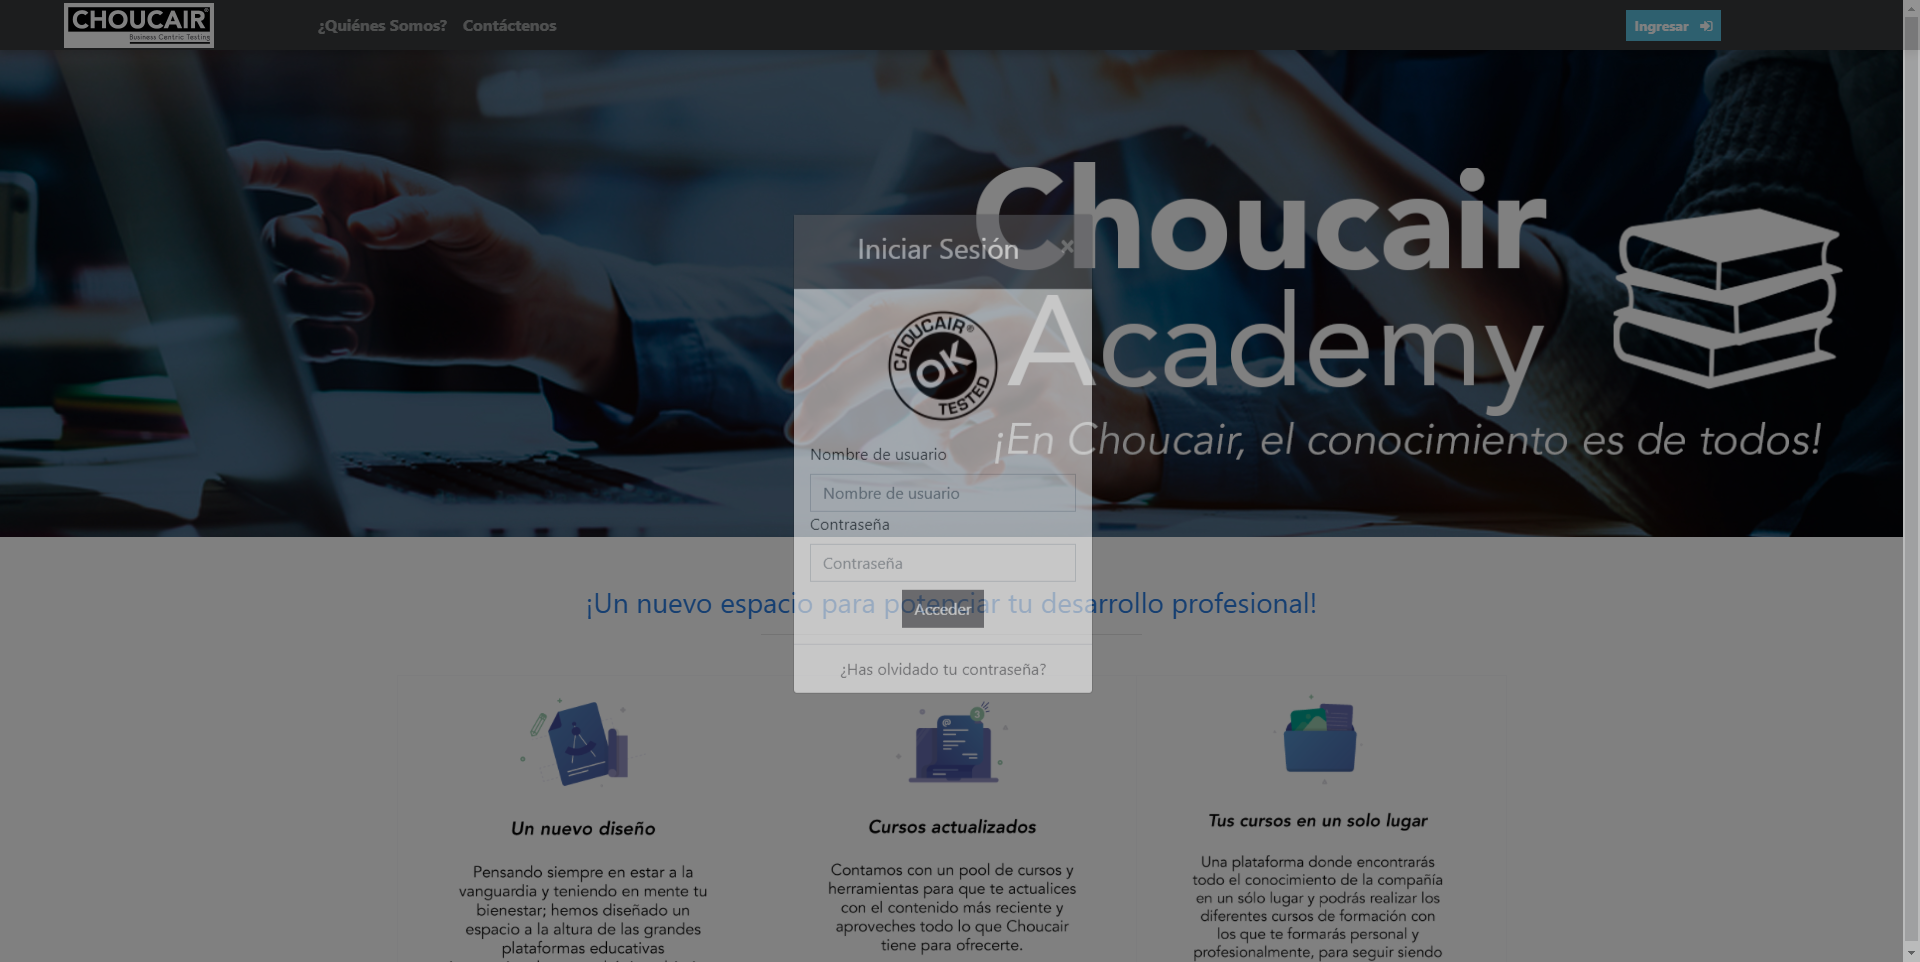 CHOUCAIR®
Business Centric Testing
¿Quiénes Somos?
Contáctenos
Ingresar
Choucair
Academy
¡En Choucair, el conocimiento es de todos!
Iniciar Sesión
×
CHOUCAIR®
OK
TESTED
Nombre de usuario
Nombre de usuario
Contraseña
Contraseña
Acceder
¿Has olvidado tu contraseña?
¡Un nuevo espacio para potenciar tu desarrollo profesional!
Un nuevo diseño
Pensando siempre en estar a la
vanguardia y teniendo en mente tu
bienestar; hemos diseñado un
espacio a la altura de las grandes
plataformas educativas
@
3
Cursos actualizados
Contamos con un pool de cursos y
herramientas para que te actualices
con el contenido más reciente y
aproveches todo lo que Choucair
tiene para ofrecerte.
Tus cursos en un solo lugar
Una plataforma donde encontrarás
todo el conocimiento de la compañía
en un sólo lugar y podrás realizar los
diferentes cursos de formación con
los que te formarás personal y
profesionalmente, para seguir siendo